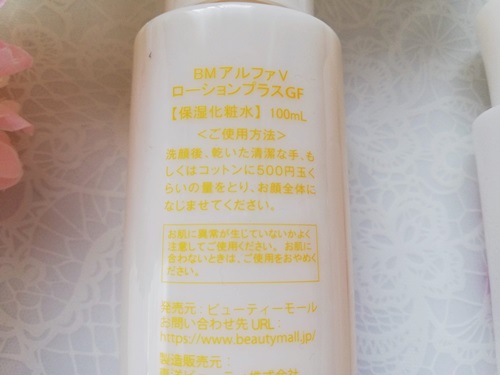 BMアルファV
ローションプラスGF
【保湿化粧水】100mL
<ご使用方法>
洗顔後、乾いた清潔な手、も
しくはコットンに500円玉く
らいの量をとり、お顔全体に
なじませてください。
お肌に異常が生じていないかよく
注意してご使用ください。お肌に
合わないときは、ご使用をおやめく
ださい。
発売元:ビューティーモール
お問い合わせ先URL:
https://www.beautymall.jp/
製造販売元: